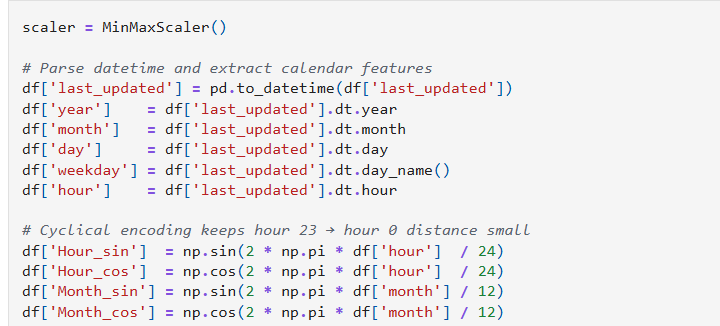 scaler = MinMaxScaler()
# Parse datetime and extract calendar features
df['last_updated'] = pd.to_datetime(df['last_updated'])
df['year']    = df['last_updated'].dt.year
df['month']   = df['last_updated'].dt.month
df['day']     = df['last_updated'].dt.day
df['weekday'] = df['last_updated'].dt.day_name()
df['hour']    = df['last_updated'].dt.hour
# Cyclical encoding keeps hour 23 → hour 0 distance small
df['Hour_sin']  = np.sin(2 * np.pi * df['hour']  / 24)
df['Hour_cos']  = np.cos(2 * np.pi * df['hour']  / 24)
df['Month_sin'] = np.sin(2 * np.pi * df['month'] / 12)
df['Month_cos'] = np.cos(2 * np.pi * df['month'] / 12)